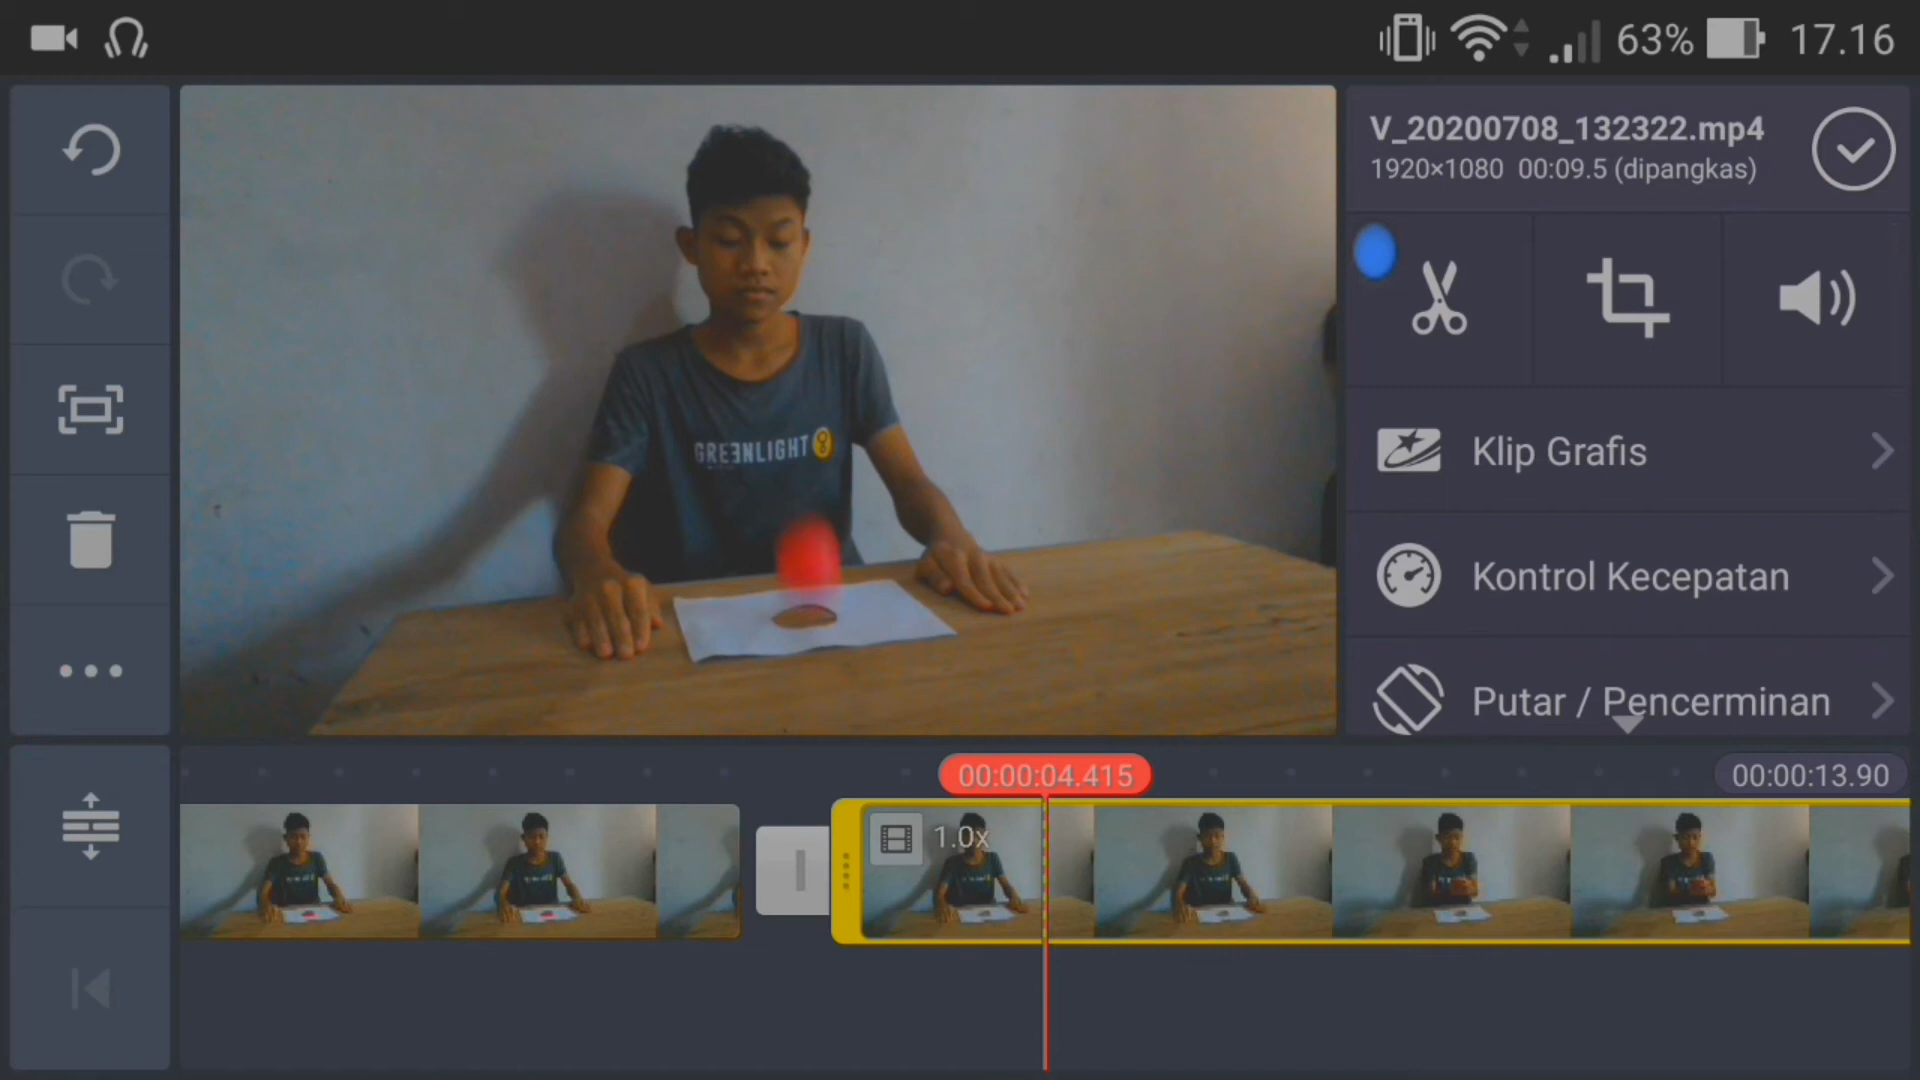 63% 17.16
V_20200708_132322.mp4
1920×1080 00:09.5 (dipangkas)
GREENLIGHT
Klip Grafis
Kontrol Kecepatan
Putar / Pencerminan
00:00:04.415
00:00:13.90
1.0x